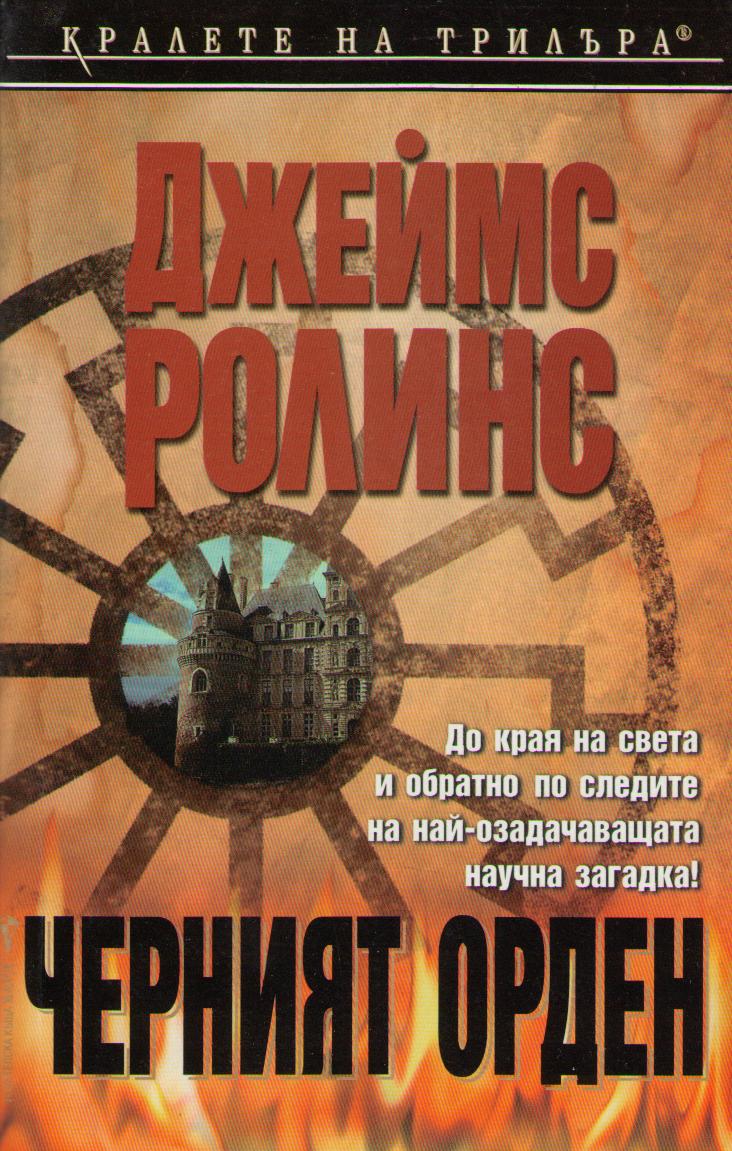 КРАЛЕТЕ НА ТРИЛЪРА®
ДЖЕЙМС
РОЛИНС
До края на света
и обратно по следите
на най-озадачаващата
научна загадка!
ЧЕРНИЯТ ОРДЕН